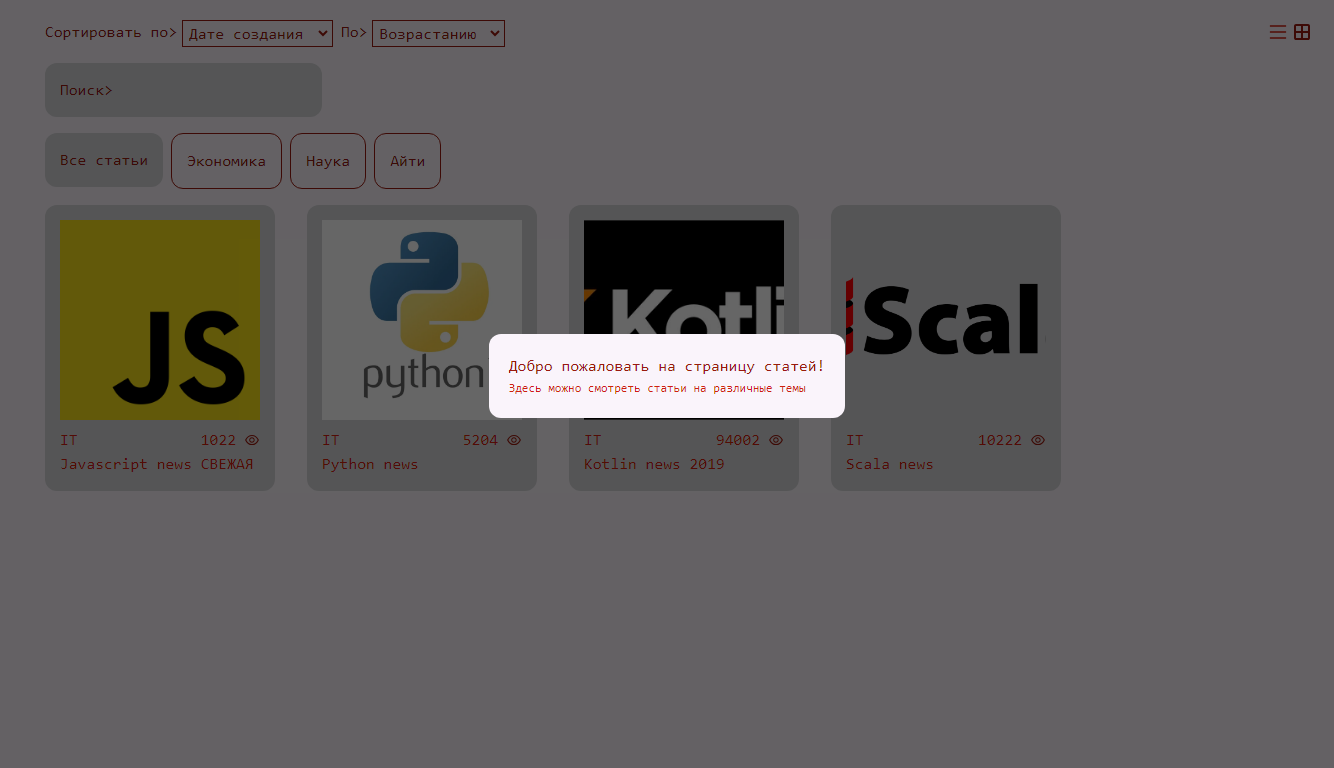 Сортировать по> Дате создания По> Возрастанию
Поиск>
Все статьи Экономика Наука Айти
JS
python
Kotli
Scal
Добро пожаловать на страницу статей!
Здесь можно смотреть статьи на различные темы
IT 1022
Javascript news СВЕЖАЯ
IT 5204
Python news
IT 94002
Kotlin news 2019
IT 10222
Scala news